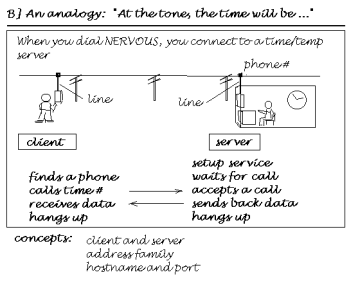 B] An analogy: "At the tone, the time will be ..."
When you dial NERVOUS, you connect to a time/temp
server
phone#
line
line
client
server
setup service
finds a phone
waits for call
calls time #
accepts a call
receives data
sends back data
hangs up
hangs up
concepts:
client and server
address family
hostname and port